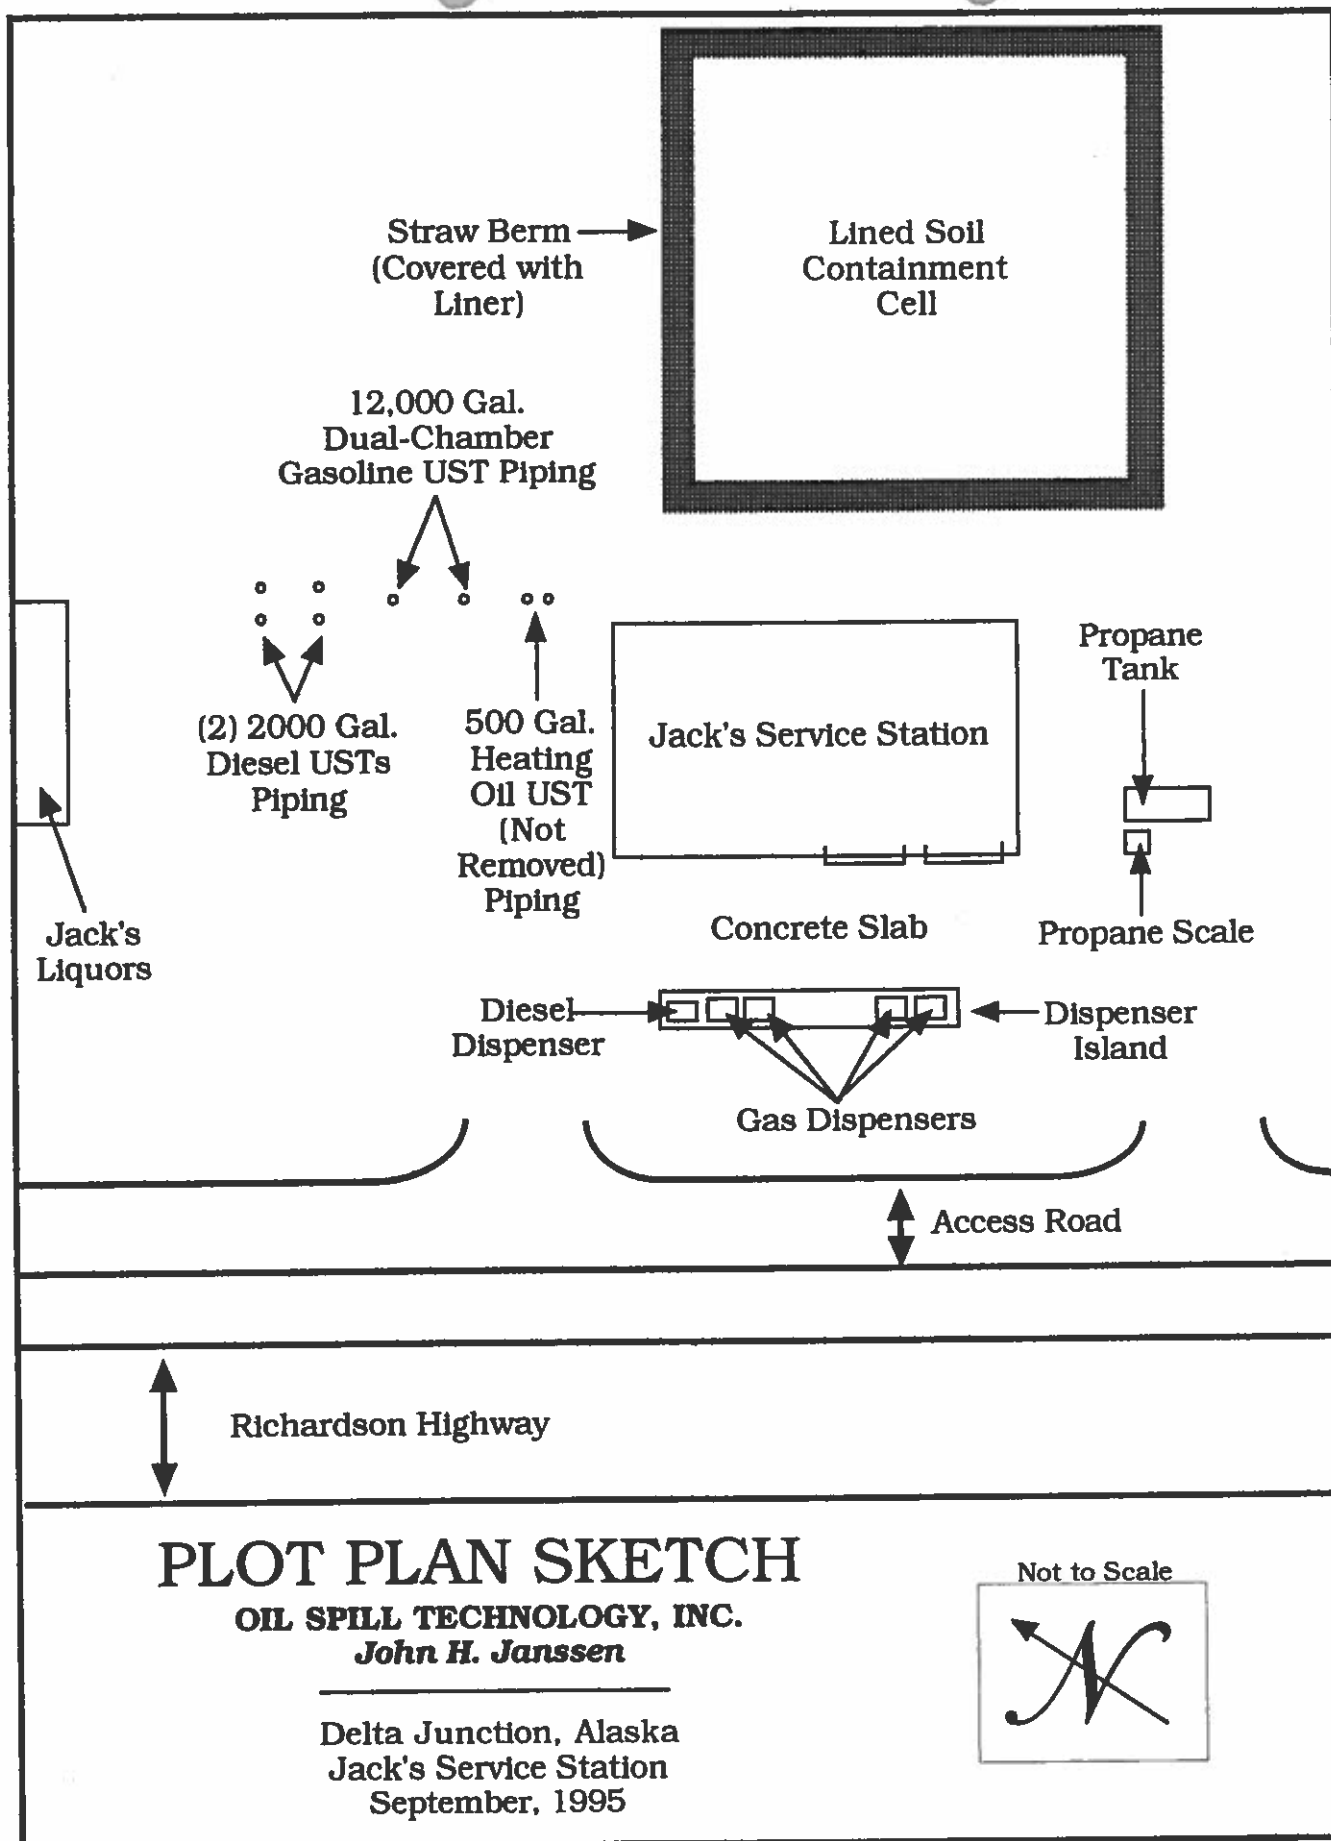 Straw Berm
(Covered with
Liner)
Lined Soil
Containment
Cell
12,000 Gal.
Dual-Chamber
Gasoline UST Piping
(2) 2000 Gal.
Diesel USTs
Piping
500 Gal.
Heating
Oil UST
(Not
Removed)
Piping
Jack's Service Station
Propane
Tank
Jack's
Liquors
Concrete Slab
Propane Scale
Diesel
Dispenser
Dispenser
Island
Gas Dispensers
Access Road
Richardson Highway
PLOT PLAN SKETCH
OIL SPILL TECHNOLOGY, INC.
John H. Janssen
Delta Junction, Alaska
Jack's Service Station
September, 1995
Not to Scale
N